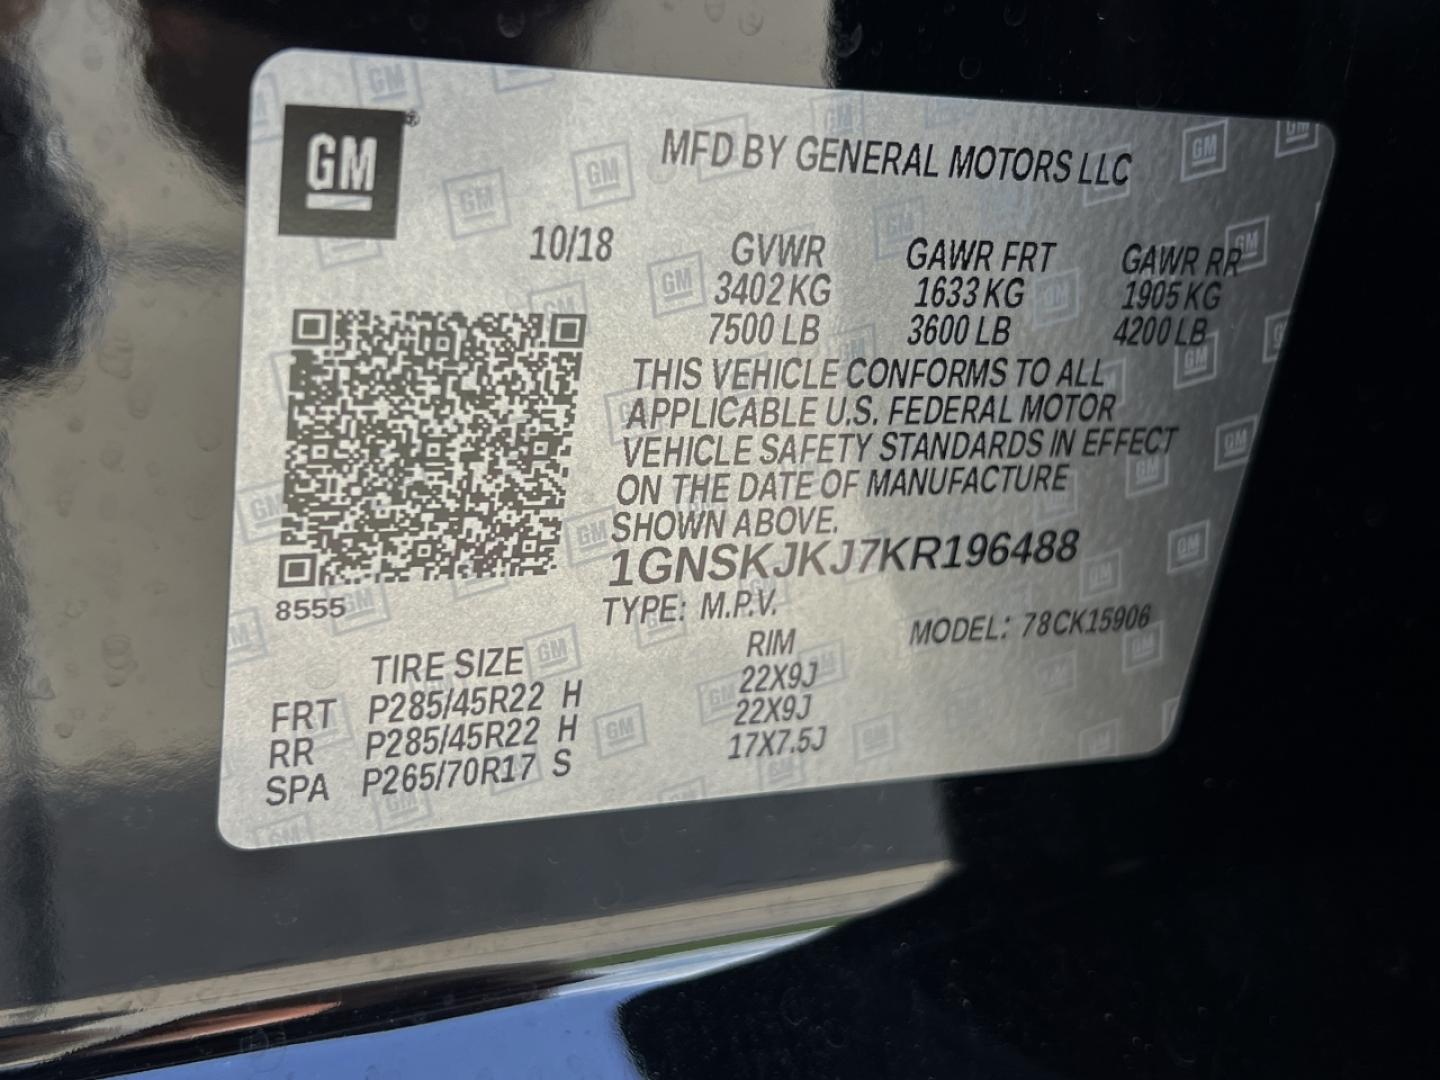 GM
MFD BY GENERAL MOTORS LLC
10/18 GVWR GAWR FRT GAWR RR
3402 KG 1633 KG 1905 KG
7500 LB 3600 LB 4200 LB
THIS VEHICLE CONFORMS TO ALL
APPLICABLE U.S. FEDERAL MOTOR
VEHICLE SAFETY STANDARDS IN EFFECT
ON THE DATE OF MANUFACTURE
SHOWN ABOVE.
1GNSKJKJ7KR196488
8555
TYPE: M.P.V. MODEL: 78CK15906
TIRE SIZE RIM
FRT P285/45R22 H 22X9J
RR P285/45R22 H 22X9J
SPA P265/70R17 S 17X7.5J